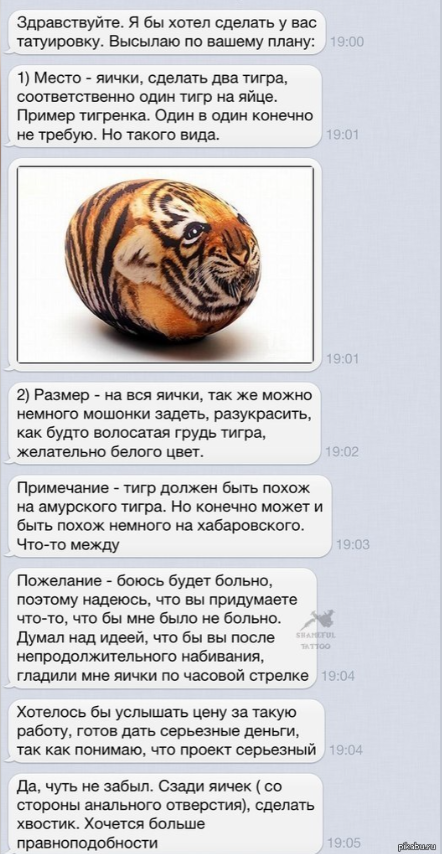 Здравствуйте. Я бы хотел сделать у вас
татуировку. Высылаю по вашему плану:
19:00
1) Место - яички, сделать два тигра,
соответственно один тигр на яйце.
Пример тигренка. Один в один конечно
не требую. Но такого вида.
19:01
19:01
2) Размер - на вся яички, так же можно
немного мошонки задеть, разукрасить,
как будто волосатая грудь тигра,
желательно белого цвет.
19:02
Примечание - тигр должен быть похож
на амурского тигра. Но конечно может и
быть похож немного на хабаровского.
Что-то между
19:03
Пожелание - боюсь будет больно,
поэтому надеюсь, что вы придумаете
что-то, что бы мне было не больно.
Думал над идеей, что бы вы после
непродолжительного набивания,
гладили мне яички по часовой стрелке
19:04
SHAMEFUL
TATTOO
Хотелось бы услышать цену за такую
работу, готов дать серьезные деньги,
так как понимаю, что проект серьезный
19:04
Да, чуть не забыл. Сзади яичек ( со
стороны анального отверстия), сделать
хвостик. Хочется больше
правноподобности
19:05
pikabu.ru